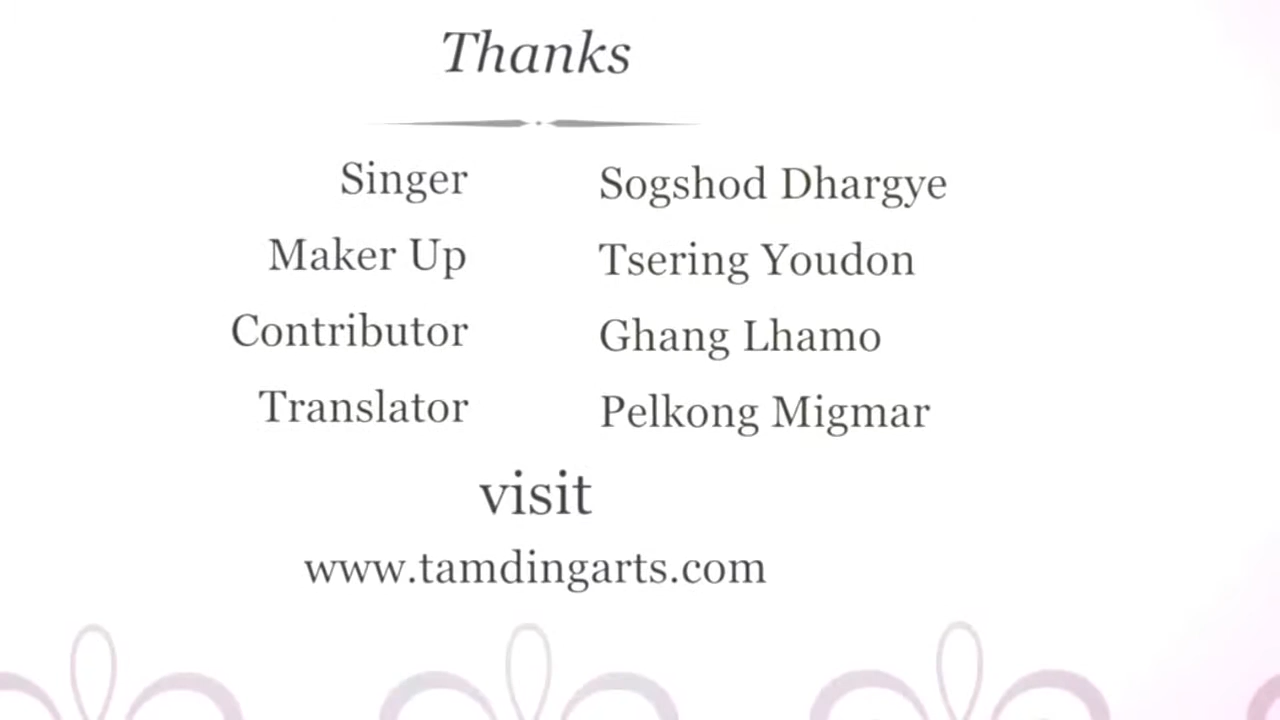 Thanks
Singer Sogshod Dhargye
Maker Up Tsering Youdon
Contributor Ghang Lhamo
Translator Pelkong Migmar
visit
www.tamdingarts.com